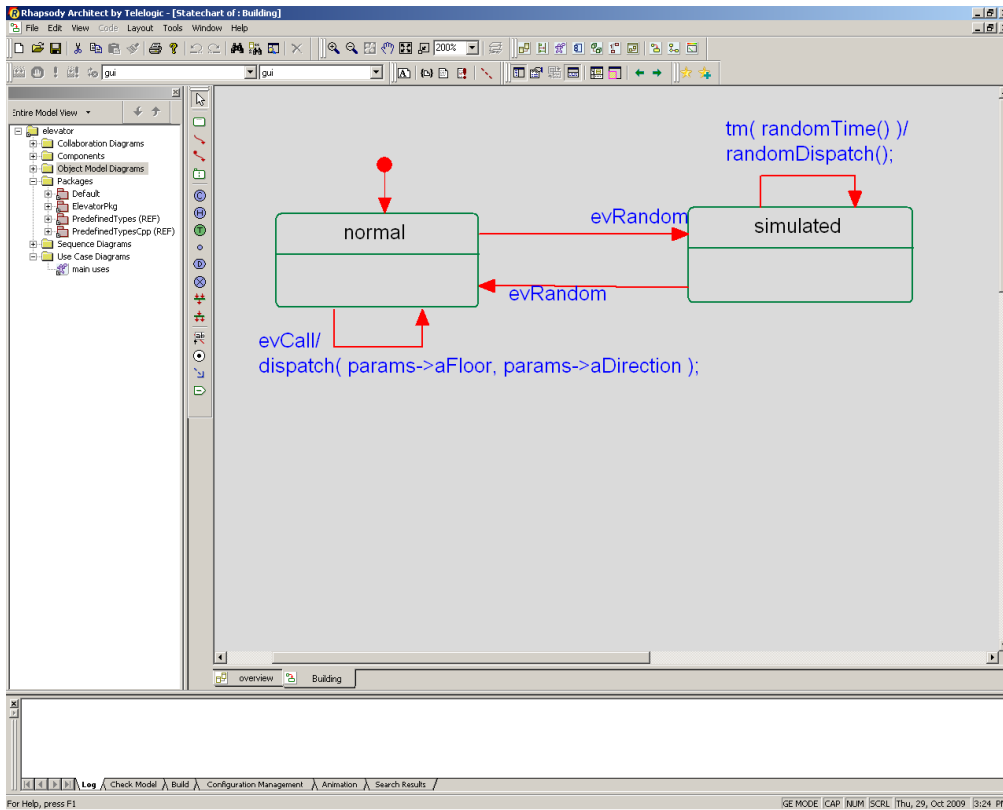 Rhapsody Architect by Telelogic - [Statechart of : Building]
File Edit View Code Layout Tools Window Help
200%
gui
gui
Entire Model View
elevator
Collaboration Diagrams
Components
Object Model Diagrams
Packages
Default
ElevatorPkg
PredefinedTypes (REF)
PredefinedTypesCpp (REF)
Sequence Diagrams
Use Case Diagrams
main uses
tm( randomTime() )/
randomDispatch();
normal
evRandom
simulated
evRandom
evCall/
dispatch( params->aFloor, params->aDirection );
overview Building
Log Check Model Build Configuration Management Animation Search Results
For Help, press F1
GE MODE CAP NUM SCRL Thu, 29, Oct 2009 3:24 PM